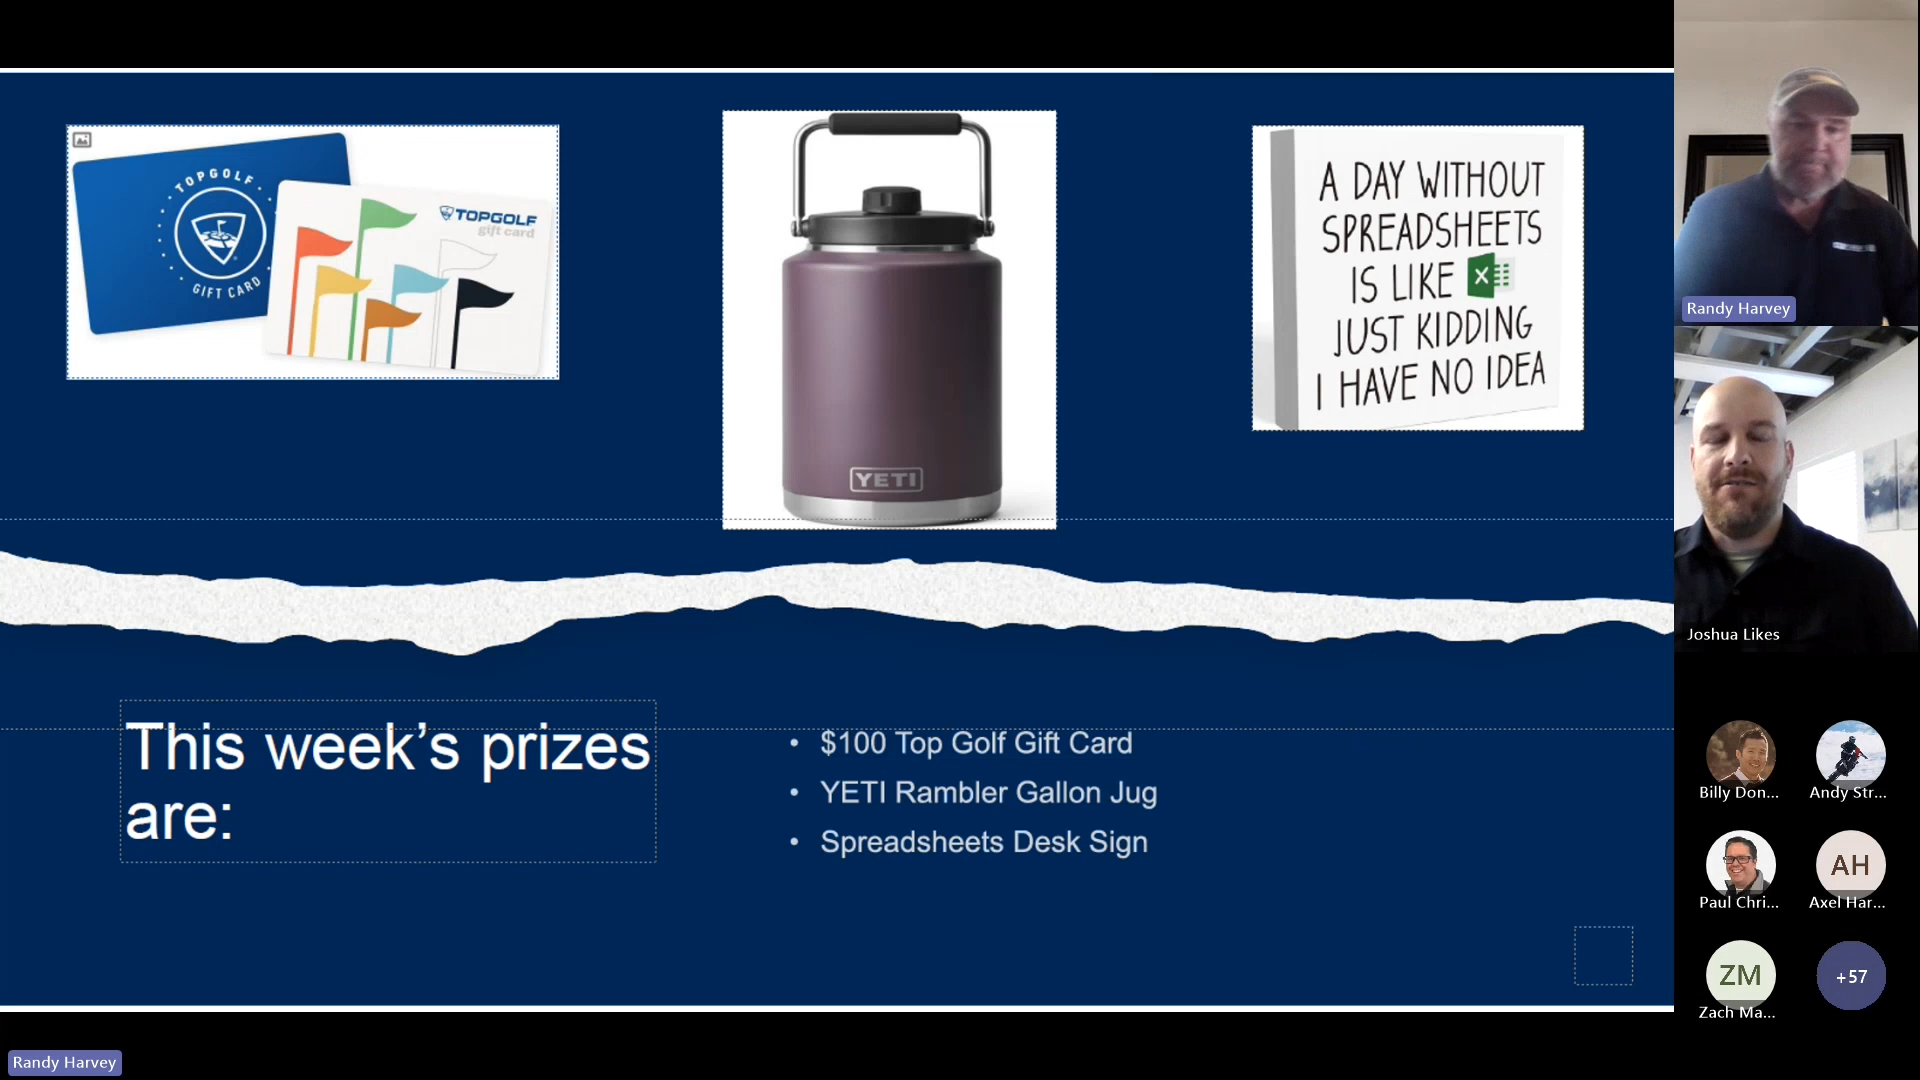 TOPGOLF
GIFT CARD
TOPGOLF
gift card
YETI
A DAY WITHOUT
SPREADSHEETS
IS LIKE X
JUST KIDDING
I HAVE NO IDEA
This week’s prizes
are:
• $100 Top Golf Gift Card
• YETI Rambler Gallon Jug
• Spreadsheets Desk Sign
Randy Harvey
Joshua Likes
Billy Don...
Andy Str...
Paul Chri...
AH
Axel Har...
ZM
Zach Ma...
+57
Randy Harvey